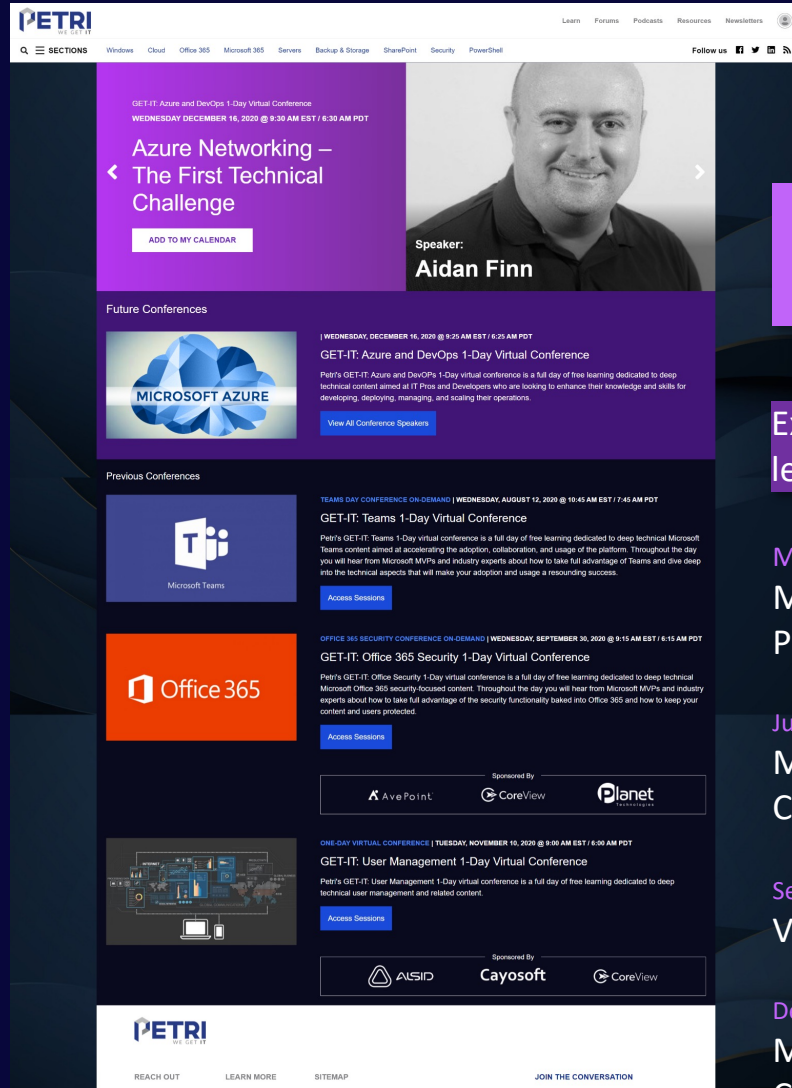 PETRI
WE GET IT
Learn Forums Podcasts Resources Newsletters
SECTIONS Windows Cloud Office 365 Microsoft 365 Servers Backup & Storage SharePoint Security PowerShell Follow us
GET-IT: Azure and DevOps 1-Day Virtual Conference
WEDNESDAY DECEMBER 16, 2020 @ 9:30 AM EST / 6:30 AM PDT
Azure Networking –
The First Technical
Challenge
ADD TO MY CALENDAR
Speaker:
Aidan Finn
Future Conferences
MICROSOFT AZURE
| WEDNESDAY, DECEMBER 16, 2020 @ 9:25 AM EST / 6:25 AM PDT
GET-IT: Azure and DevOps 1-Day Virtual Conference
Petri's GET-IT: Azure and DevOPs 1-Day virtual conference is a full day of free learning dedicated to deep
technical content aimed at IT Pros and Developers who are looking to enhance their knowledge and skills for
developing, deploying, managing, and scaling their operations.
View All Conference Speakers
Previous Conferences
T
Microsoft Teams
TEAMS DAY CONFERENCE ON-DEMAND | WEDNESDAY, AUGUST 12, 2020 @ 10:45 AM EST / 7:45 AM PDT
GET-IT: Teams 1-Day Virtual Conference
Petri's GET-IT: Teams 1-Day virtual conference is a full day of free learning dedicated to deep technical Microsoft
Teams content aimed at accelerating the adoption, collaboration, and usage of the platform. Throughout the day
you will hear from Microsoft MVPs and industry experts about how to take full advantage of Teams and dive deep
into the technical aspects that will make your adoption and usage a resounding success.
Access Sessions
Office 365
OFFICE 365 SECURITY CONFERENCE ON-DEMAND | WEDNESDAY, SEPTEMBER 30, 2020 @ 9:15 AM EST / 6:15 AM PDT
GET-IT: Office 365 Security 1-Day Virtual Conference
Petri's GET-IT: Office Security 1-Day virtual conference is a full day of free learning dedicated to deep technical
Microsoft Office 365 security-focused content. Throughout the day you will hear from Microsoft MVPs and industry
experts about how to take full advantage of the security functionality baked into Office 365 and how to keep your
content and users protected.
Access Sessions
Sponsored By
AvePoint CoreView Planet
Technologies
INTERNET
ONE-DAY VIRTUAL CONFERENCE | TUESDAY, NOVEMBER 10, 2020 @ 9:00 AM EST / 6:00 AM PDT
GET-IT: User Management 1-Day Virtual Conference
Petri's GET-IT: User Management 1-Day virtual conference is a full day of free learning dedicated to deep
technical user management and related content.
Access Sessions
Sponsored By
ALSID Cayosoft CoreView
PETRI
WE GET IT
REACH OUT LEARN MORE SITEMAP JOIN THE CONVERSATION